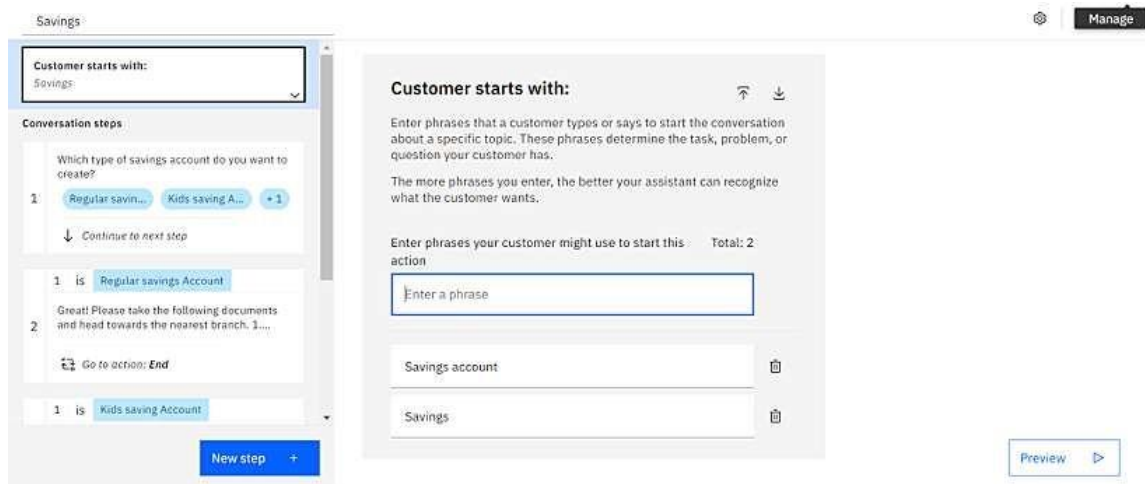 Savings
Manage
Customer starts with:
Savings
Conversation steps
1
Which type of savings account do you want to
create?
Regular savin... Kids saving A... + 1
Continue to next step
1 is Regular savings Account
2
Great! Please take the following documents
and head towards the nearest branch. 1....
Go to action: End
1 is Kids saving Account
New step +
Customer starts with:
Enter phrases that a customer types or says to start the conversation
about a specific topic. These phrases determine the task, problem, or
question your customer has.
The more phrases you enter, the better your assistant can recognize
what the customer wants.
Enter phrases your customer might use to start this Total: 2
action
Enter a phrase
Savings account
Savings
Preview